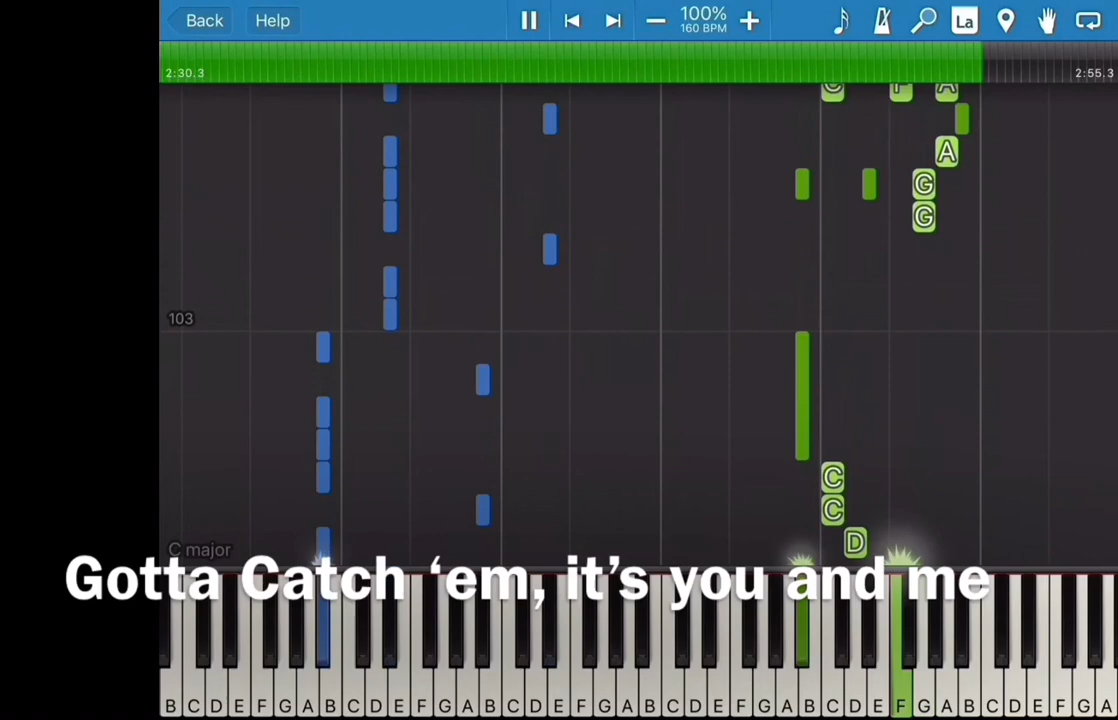 Back Help 100% La
160 BPM
2:30.3 2:55.3
C F A
A
G
G
103
C
C
D
C major
Gotta Catch ‘em, it’s you and me
B C D E F G A B C D E F G A B C D E F G A B C D E F G A B C D E F G A B C D E F G A